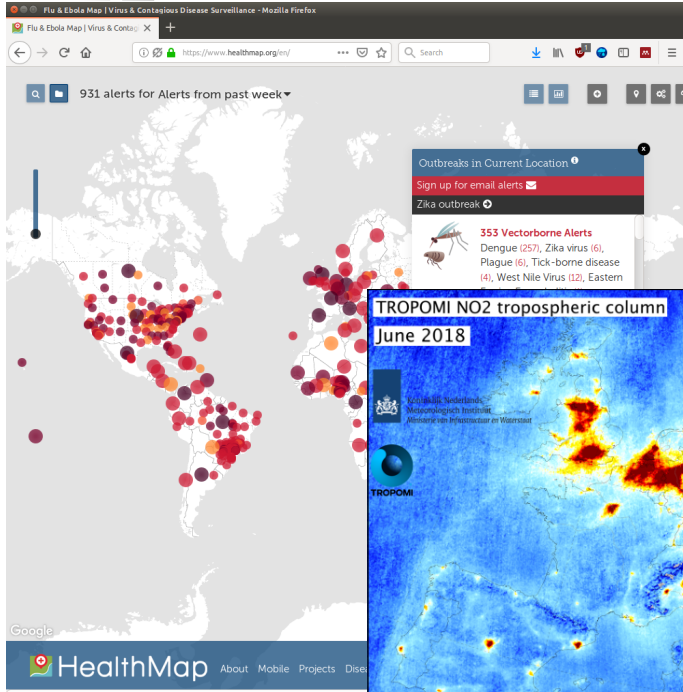 Flu & Ebola Map | Virus & Contagious Disease Surveillance - Mozilla Firefox
Flu & Ebola Map | Virus & Contag
https://www.healthmap.org/en/
Search
1
931 alerts for Alerts from past week
Outbreaks in Current Location
Sign up for email alerts
Zika outbreak
353 Vectorborne Alerts
Dengue (257), Zika virus (6),
Plague (6), Tick-borne disease
(4), West Nile Virus (12), Eastern
TROPOMI NO2 tropospheric column
June 2018
Koninklijk Nederlands
Meteorologisch Instituut
Ministerie van Infrastructuur en Waterstaat
TROPOMI
Google
HealthMap
About Mobile Projects Disea